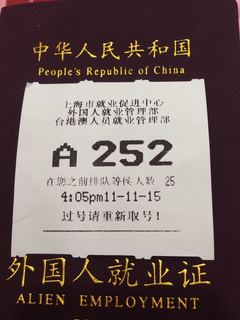 中华人民共和国
People's Republic of China
上海市就业促进中心
外国人就业管理部
台港澳人员就业管理部
A 252
在您之前排队等候人数 25
4:05pm11-11-15
过号请重新取号!
外国人就业证
ALIEN EMPLOYMENT